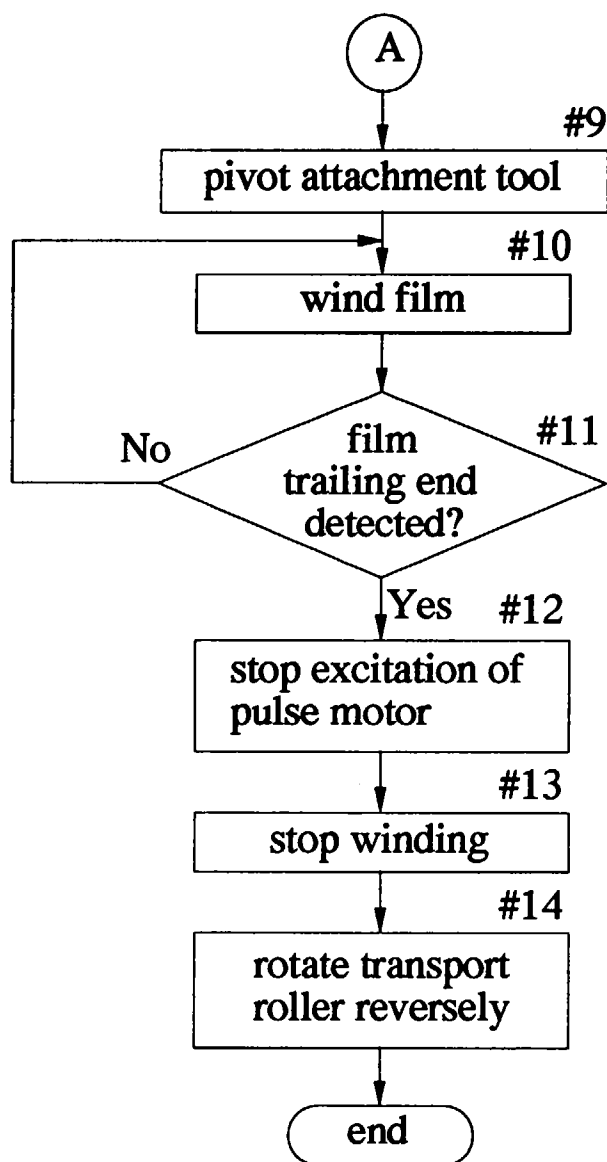 A
#9
pivot attachment tool
#10
wind film
#11
No
film
trailing end
detected?
Yes
#12
stop excitation of
pulse motor
#13
stop winding
#14
rotate transport
roller reversely
end